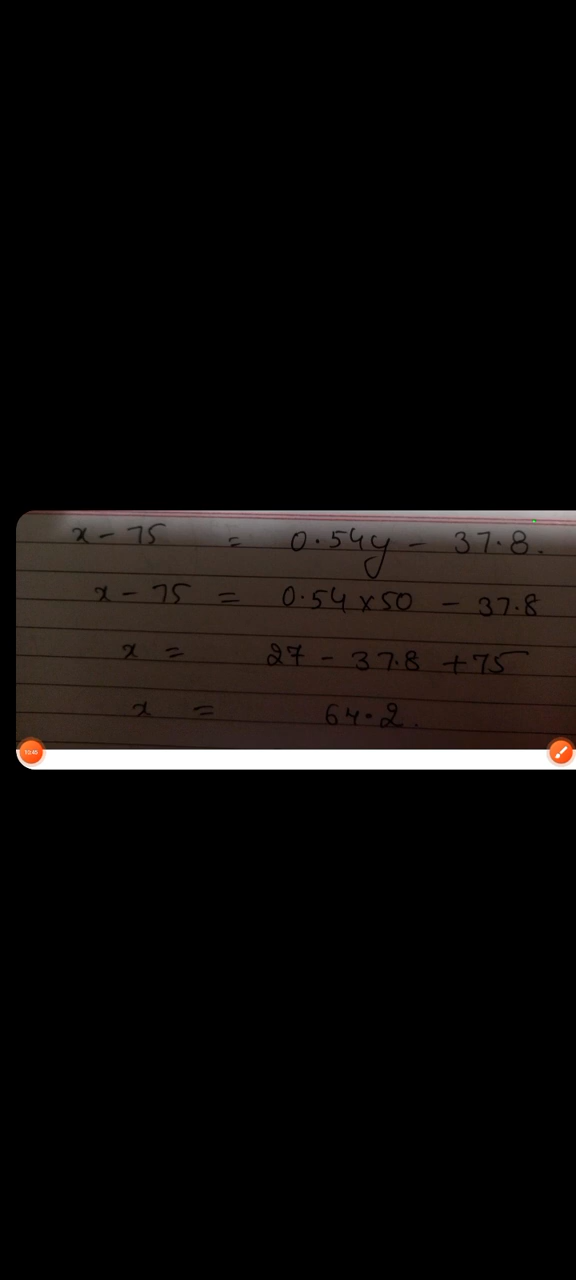 x - 75 = 0.54y - 37.8.
x - 75 = 0.54 x 50 - 37.8
x = 27 - 37.8 + 75
x = 64.2.